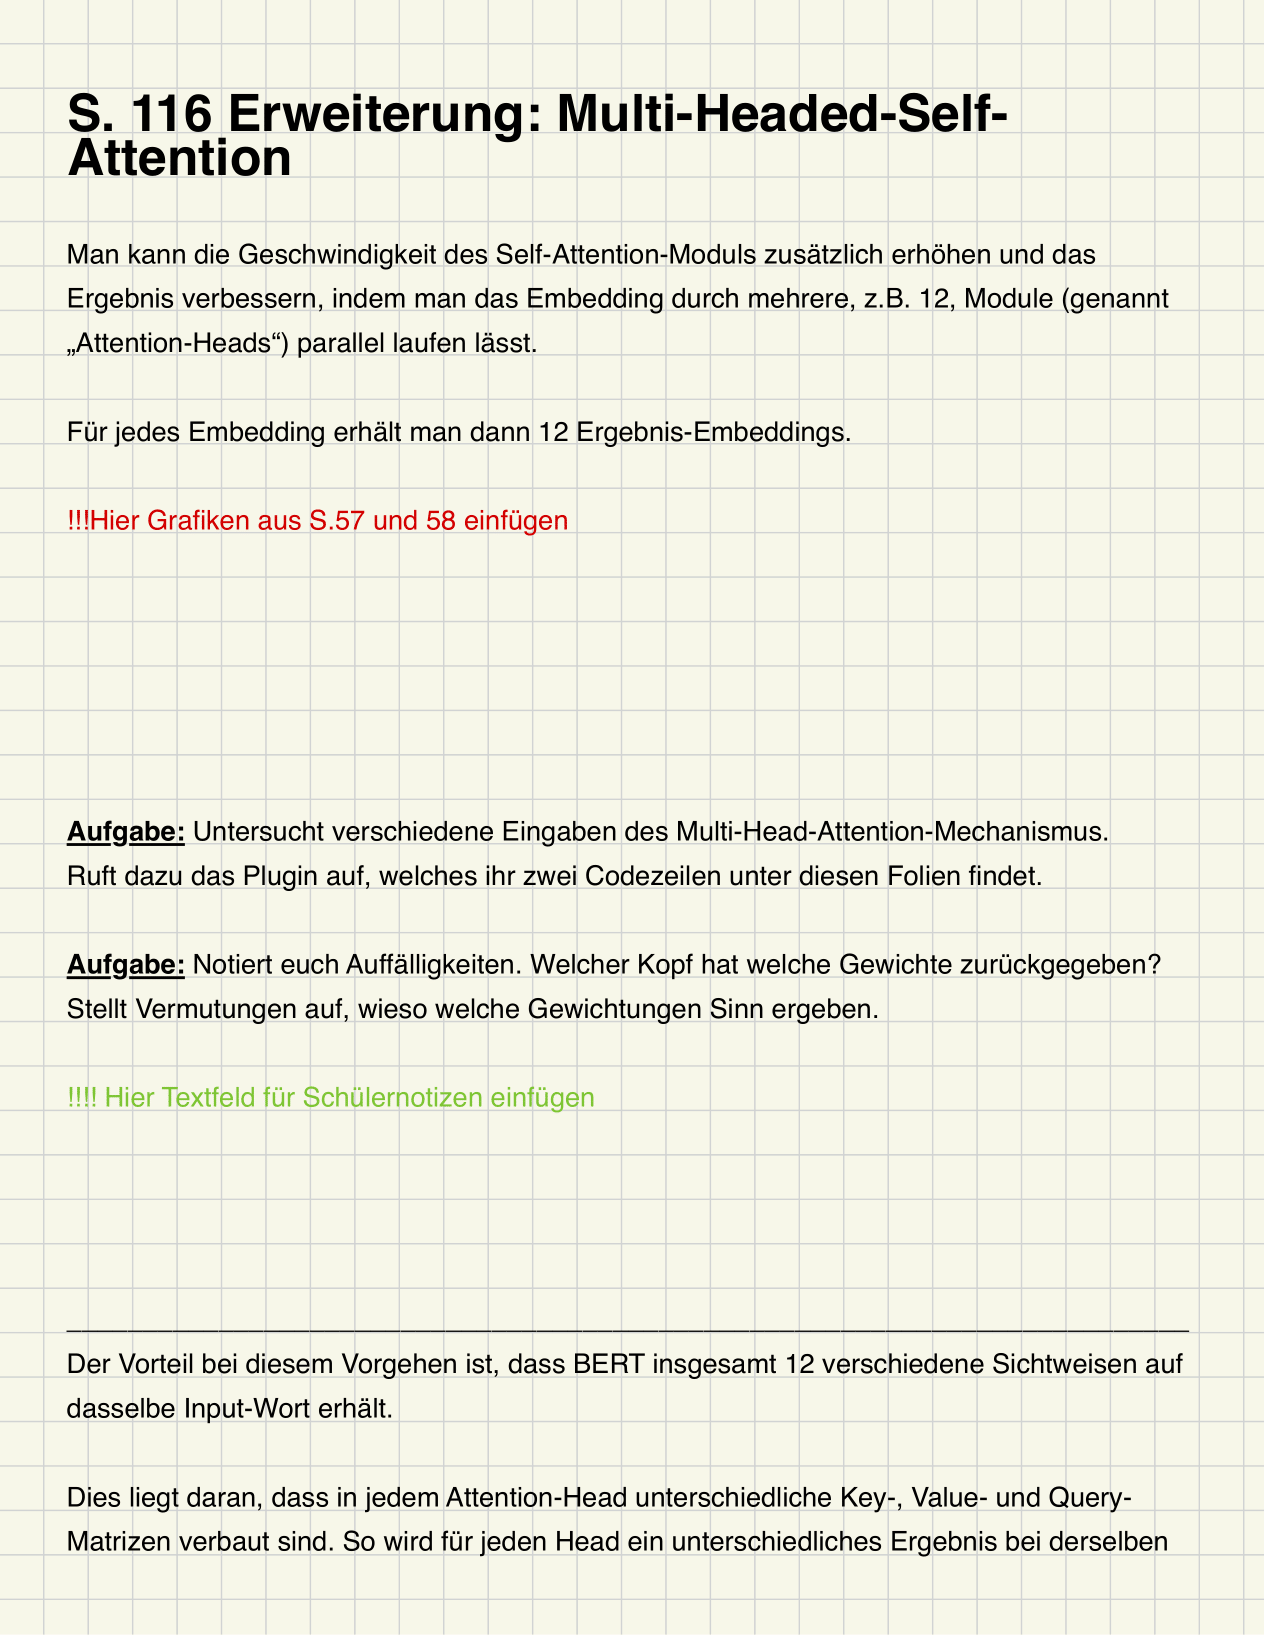 S. 116 Erweiterung: Multi-Headed-Self-
Attention
Man kann die Geschwindigkeit des Self-Attention-Moduls zusätzlich erhöhen und das
Ergebnis verbessern, indem man das Embedding durch mehrere, z.B. 12, Module (genannt
„Attention-Heads“) parallel laufen lässt.
Für jedes Embedding erhält man dann 12 Ergebnis-Embeddings.
!!!Hier Grafiken aus S.57 und 58 einfügen
Aufgabe: Untersucht verschiedene Eingaben des Multi-Head-Attention-Mechanismus.
Ruft dazu das Plugin auf, welches ihr zwei Codezeilen unter diesen Folien findet.
Aufgabe: Notiert euch Auffälligkeiten. Welcher Kopf hat welche Gewichte zurückgegeben?
Stellt Vermutungen auf, wieso welche Gewichtungen Sinn ergeben.
!!!! Hier Textfeld für Schülernotizen einfügen
Der Vorteil bei diesem Vorgehen ist, dass BERT insgesamt 12 verschiedene Sichtweisen auf
dasselbe Input-Wort erhält.
Dies liegt daran, dass in jedem Attention-Head unterschiedliche Key-, Value- und Query-
Matrizen verbaut sind. So wird für jeden Head ein unterschiedliches Ergebnis bei derselben